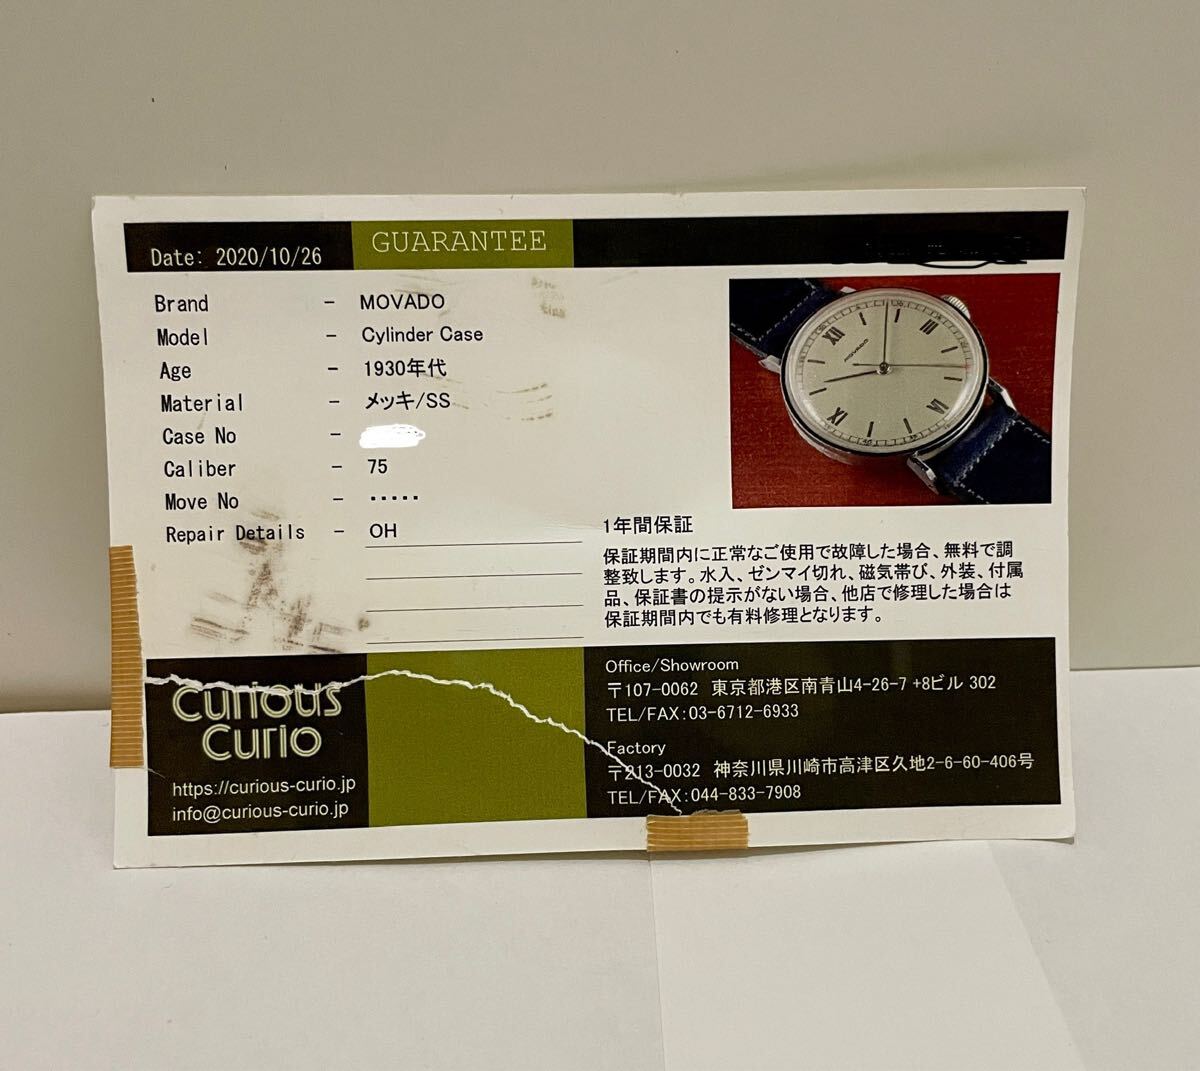 Date: 2020/10/26
GUARANTEE
Brand - MOVADO
Model - Cylinder Case
Age - 1930年代
Material - メッキ/SS
Case No -
Caliber - 75
Move No - ・・・・・
Repair Details - OH
MOVADO
1年間保証
保証期間内に正常なご使用で故障した場合、無料で調
整致します。水入、ゼンマイ切れ、磁気帯び、外装、付属
品、保証書の提示がない場合、他店で修理した場合は
保証期間内でも有料修理となります。
Curious
Curio
https://curious-curio.jp
info@curious-curio.jp
Office/Showroom
〒107-0062 東京都港区南青山4-26-7 +8ビル 302
TEL/FAX:03-6712-6933
Factory
〒213-0032 神奈川県川崎市高津区久地2-6-60-406号
TEL/FAX:044-833-7908